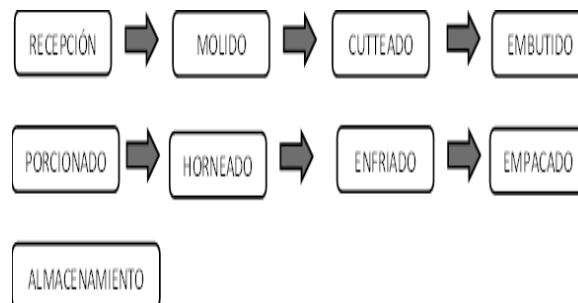 RECEPCIÓN MOLIDO CUTTEADO EMBUTIDO
PORCIONADO HORNEADO ENFRIADO EMPACADO
ALMACENAMIENTO